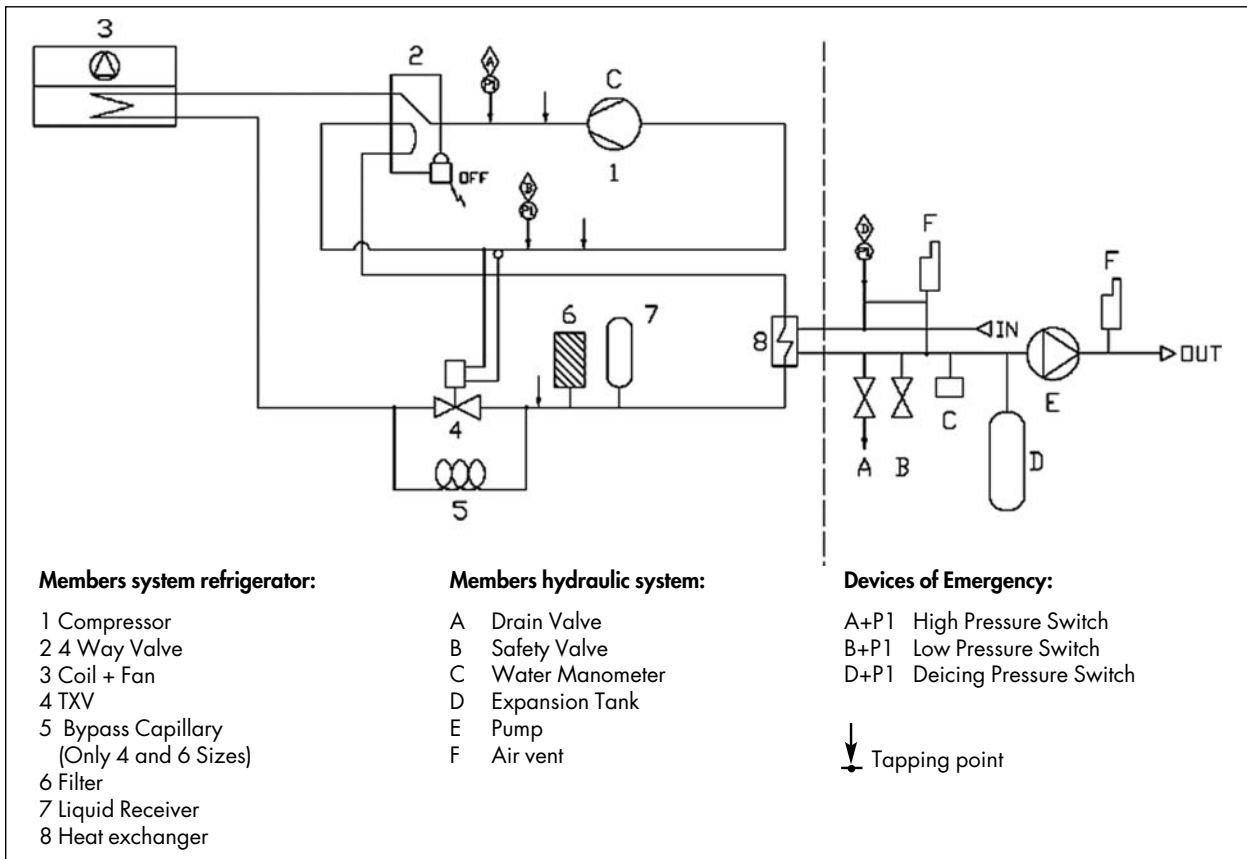 3
2
A
P1
C
1
OFF
B
P1
D
P1
F
F
6
7
8
IN
OUT
4
E
C
A
B
D
5
Members system refrigerator:
1 Compressor
2 4 Way Valve
3 Coil + Fan
4 TXV
5 Bypass Capillary
(Only 4 and 6 Sizes)
6 Filter
7 Liquid Receiver
8 Heat exchanger
Members hydraulic system:
A Drain Valve
B Safety Valve
C Water Manometer
D Expansion Tank
E Pump
F Air vent
Devices of Emergency:
A+P1 High Pressure Switch
B+P1 Low Pressure Switch
D+P1 Deicing Pressure Switch
Tapping point